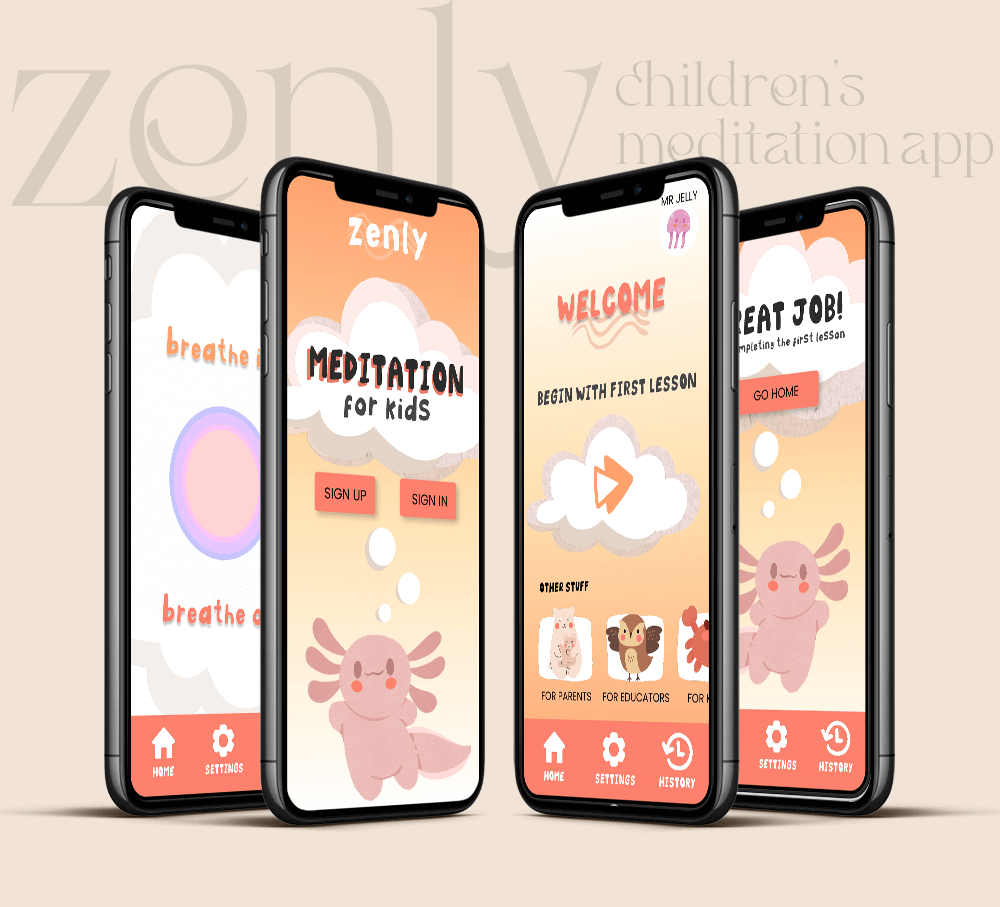 zenly
children's
meditation app
breathe
breathe
HOME
SETTINGS
zenly
MEDITATION
for kids
SIGN UP
SIGN IN
MR JELLY
WELCOME
BEGIN WITH FIRST LESSON
OTHER STUFF
FOR PARENTS
FOR EDUCATORS
FOR
HOME
SETTINGS
HISTORY
JOB!
the first lesson
GO HOME
SETTINGS
HISTORY